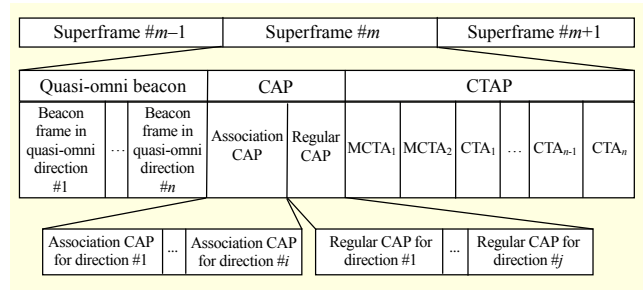 Superframe #m–1 Superframe #m Superframe #m+1
Quasi-omni beacon CAP CTAP
Beacon frame in quasi-omni direction #1
...
Beacon frame in quasi-omni direction #n
Association CAP
Regular CAP
MCTA1 MCTA2 CTA1 ... CTAn-1 CTAn
Association CAP for direction #1
...
Association CAP for direction #i
Regular CAP for direction #1
...
Regular CAP for direction #j